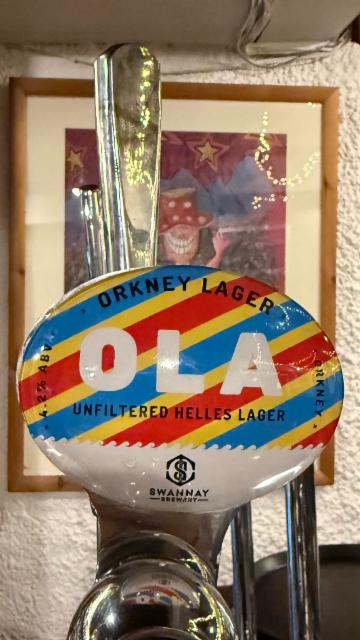 ORKNEY LAGER
OLA
4.2% ABV
ORKNEY
UNFILTERED HELLES LAGER
SWANNAY
BREWERY